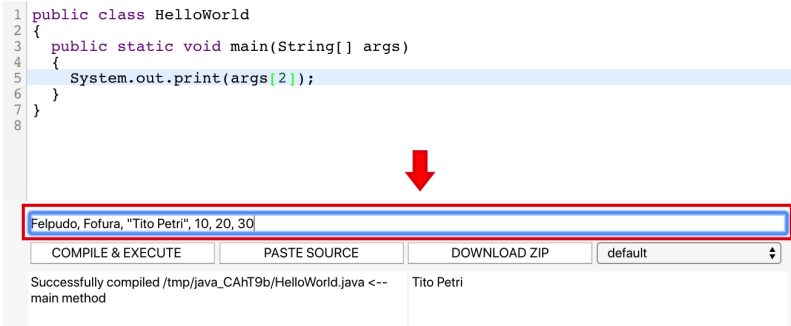 1 public class HelloWorld
2 {
3 public static void main(String[] args)
4 {
5 System.out.print(args[2]);
6 }
7 }
8
Felpudo, Fofura, "Tito Petri", 10, 20, 30
COMPILE & EXECUTE PASTE SOURCE DOWNLOAD ZIP default
Successfully compiled /tmp/java_CAhT9b/HelloWorld.java <--
main method
Tito Petri